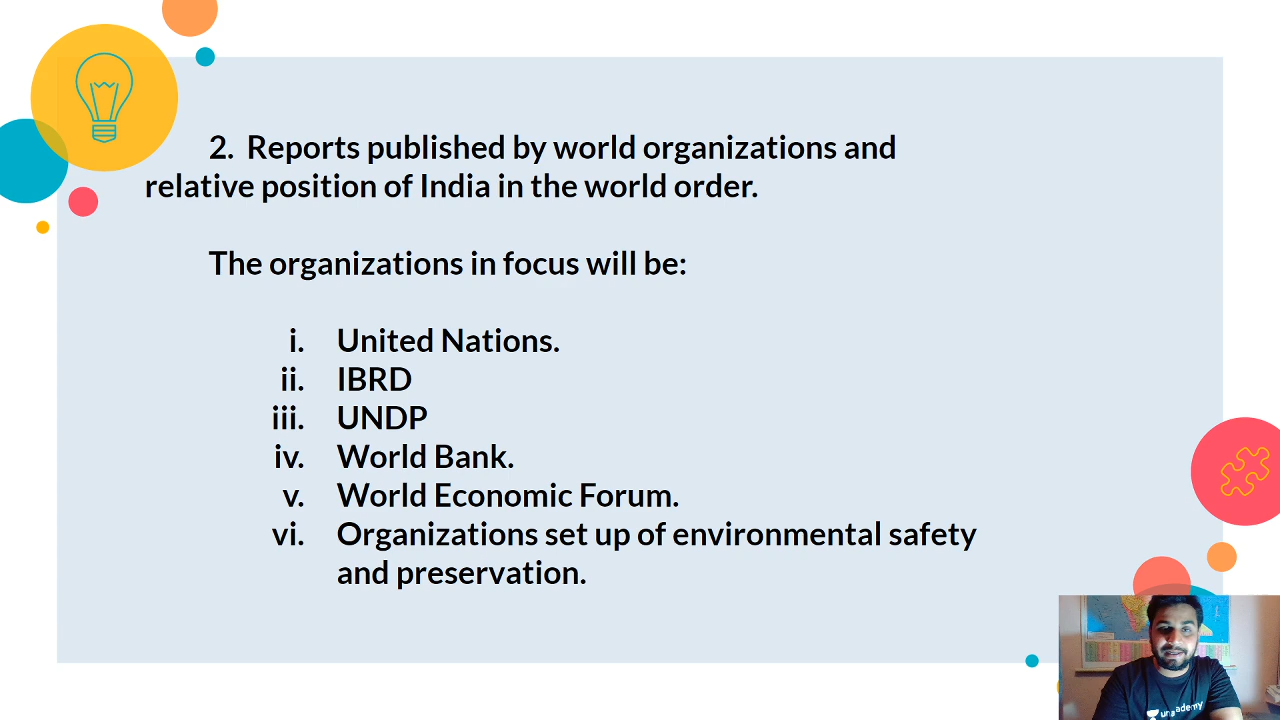 2. Reports published by world organizations and
relative position of India in the world order.
The organizations in focus will be:
i. United Nations.
ii. IBRD
iii. UNDP
iv. World Bank.
v. World Economic Forum.
vi. Organizations set up of environmental safety
and preservation.
unacademy